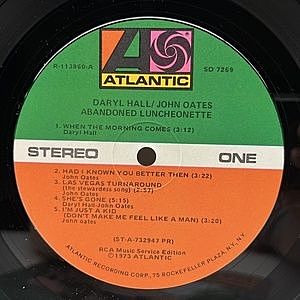 A
ATLANTIC
R-113860-A
SD 7269
DARYL HALL/JOHN OATES
ABANDONED LUNCHEONETTE
1. WHEN THE MORNING COMES (3:12)
Daryl Hall
STEREO
ONE
2. HAD I KNOWN YOU BETTER THEN (3:22)
John Oates
3. LAS VEGAS TURNAROUND
(the stewardess song) (2:57)
John Oates
4. SHE'S GONE (5:15)
Daryl Hall-John Oates
5. I'M JUST A KID
(DON'T MAKE ME FEEL LIKE A MAN) (3:20)
John Oates
(ST-A-732947 PR)
RCA Music Service Edition
℗1973 ATLANTIC
ATLANTIC RECORDING CORP., 75 ROCKEFELLER PLAZA, N.Y., N.Y.